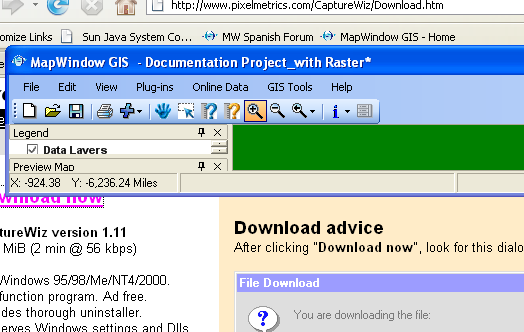 http://www.pixelmetrics.com/CaptureWiz/Download.htm
omize Links Sun Java System Co... MW Spanish Forum MapWindow GIS - Home
MapWindow GIS - Documentation Project_with Raster*
File Edit View Plug-ins Online Data GIS Tools Help
Legend
Data Layers
Preview Map
X: -924.38 Y: -6,236.24 Miles
wnload now
tureWiz version 1.11
MiB (2 min @ 56 kbps)
Windows 95/98/Me/NT4/2000.
function program. Ad free.
des thorough uninstaller.
erves Windows settings and Dlls
Download advice
After clicking "Download now", look for this dialo
File Download
You are downloading the file: